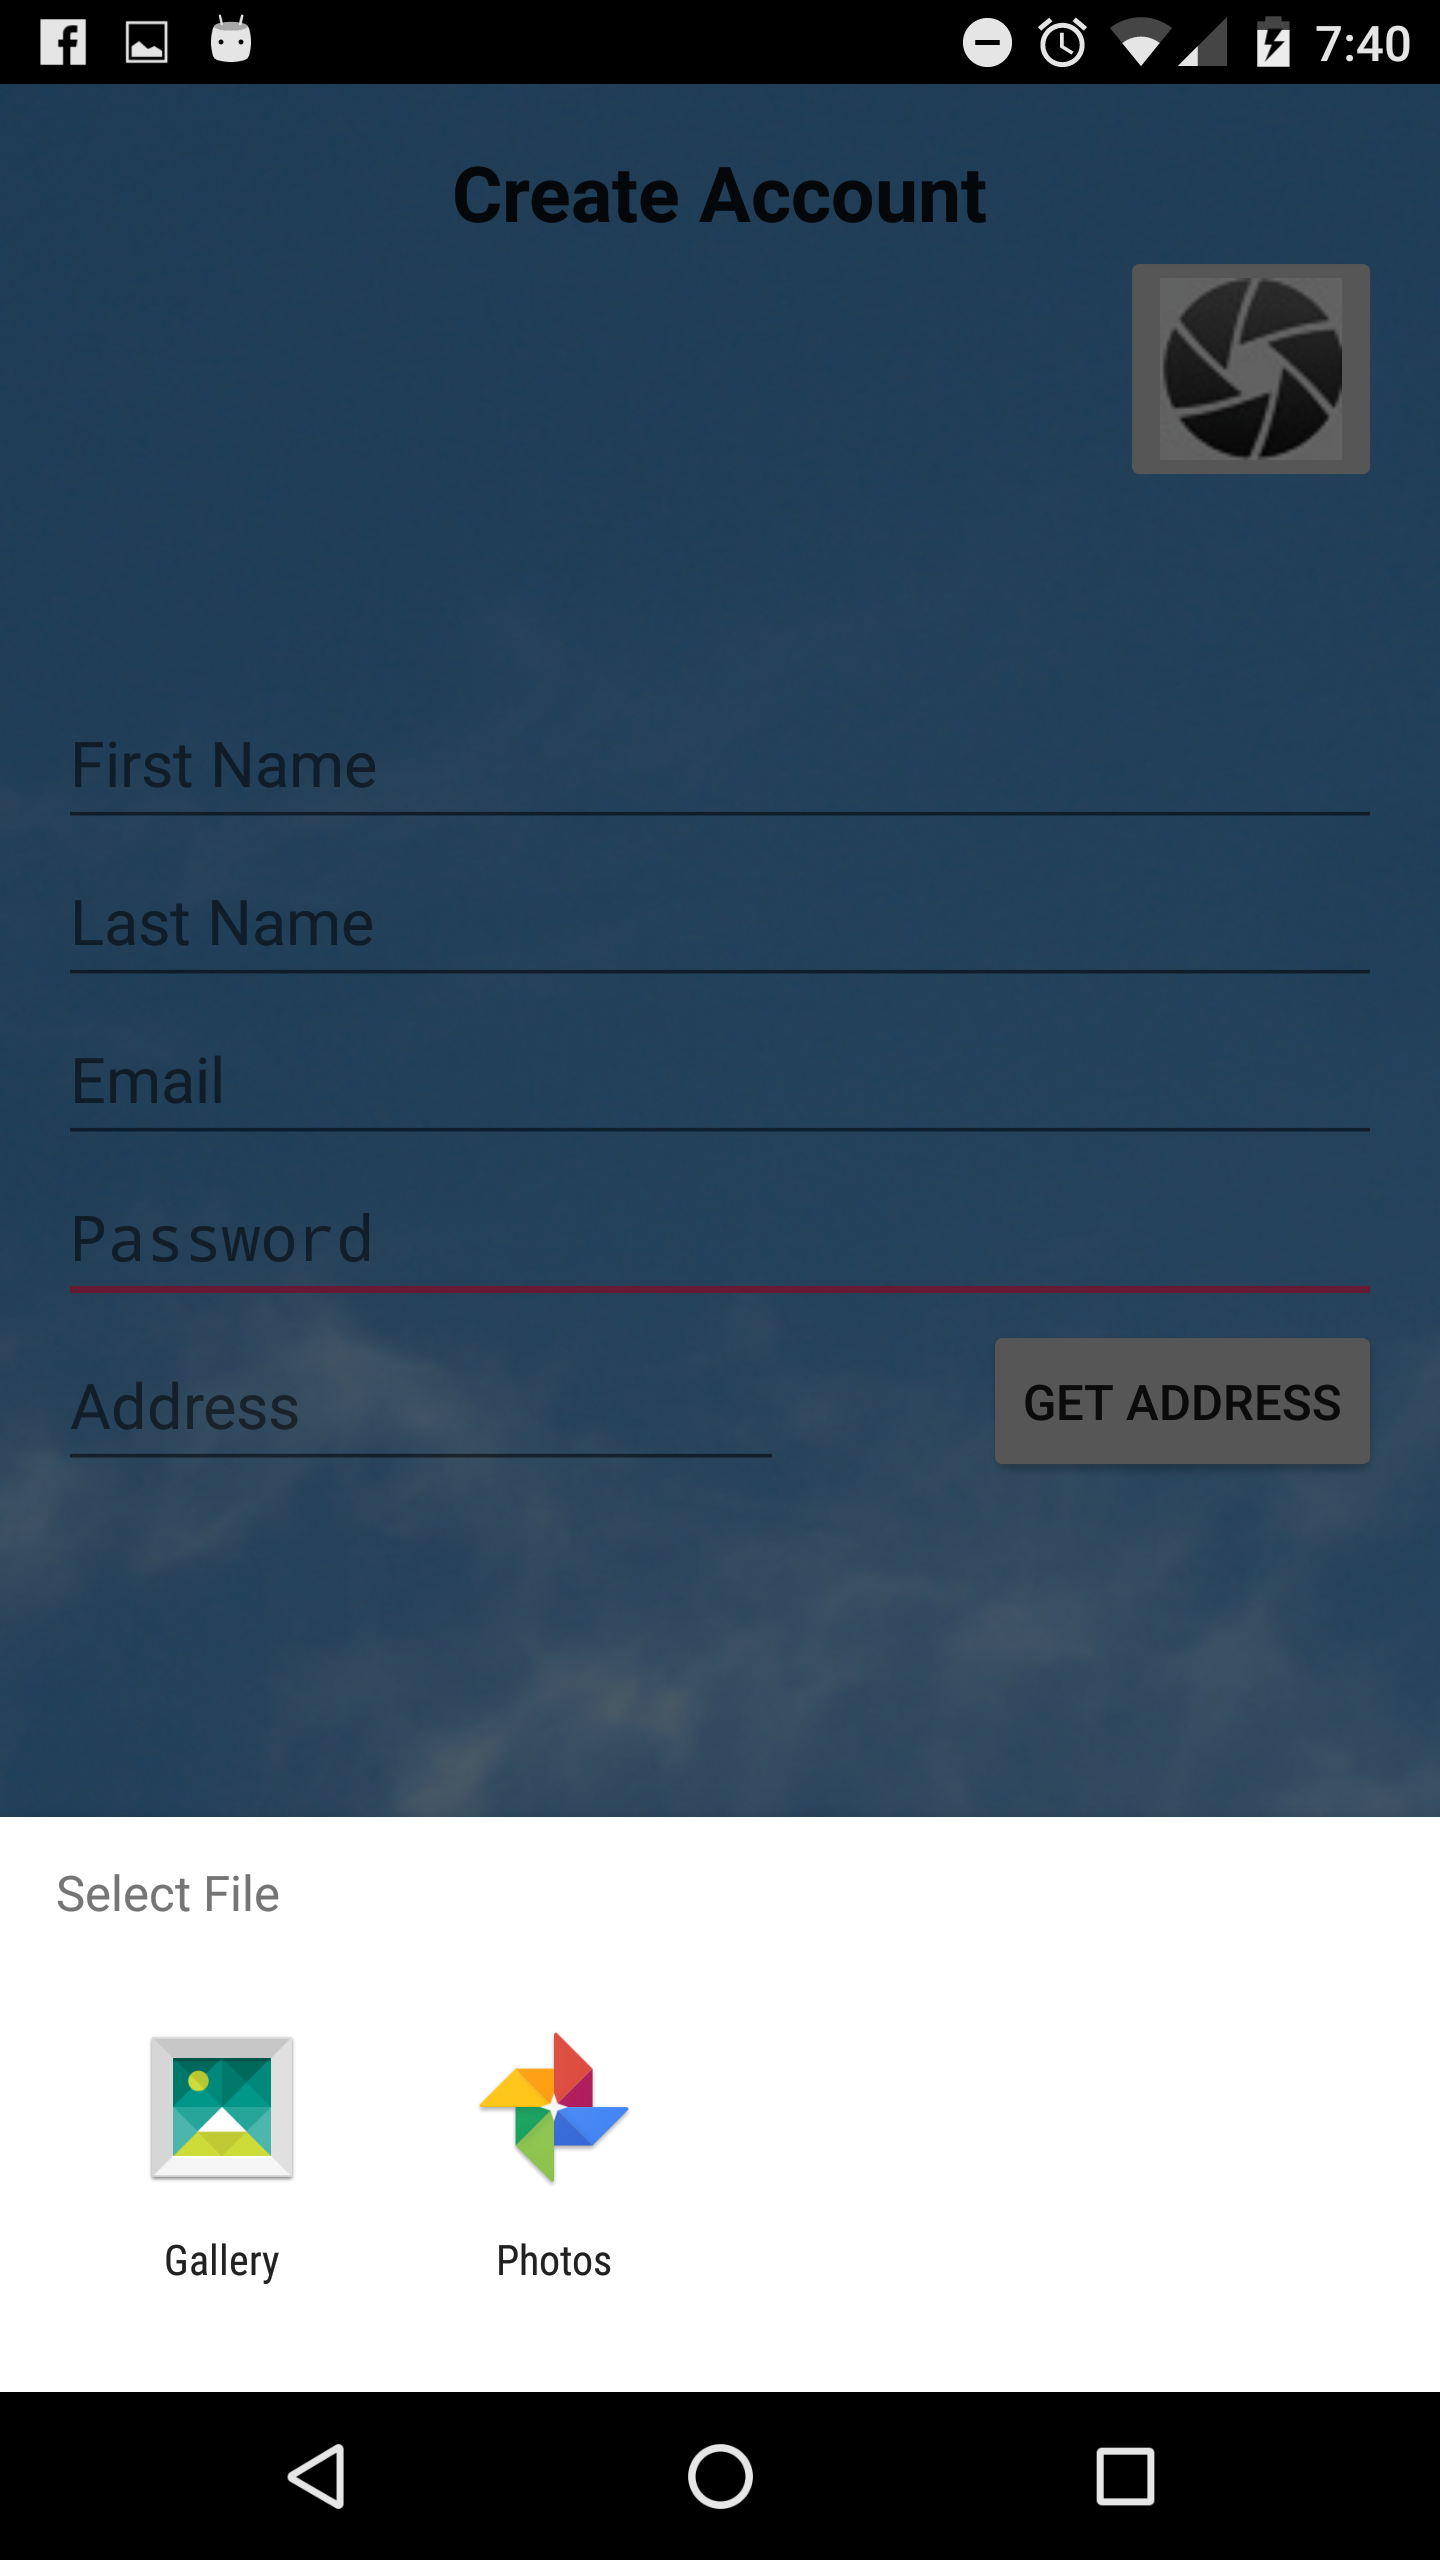 7:40
Create Account
First Name
Last Name
Email
Password
Address
GET ADDRESS
Select File
Gallery
Photos